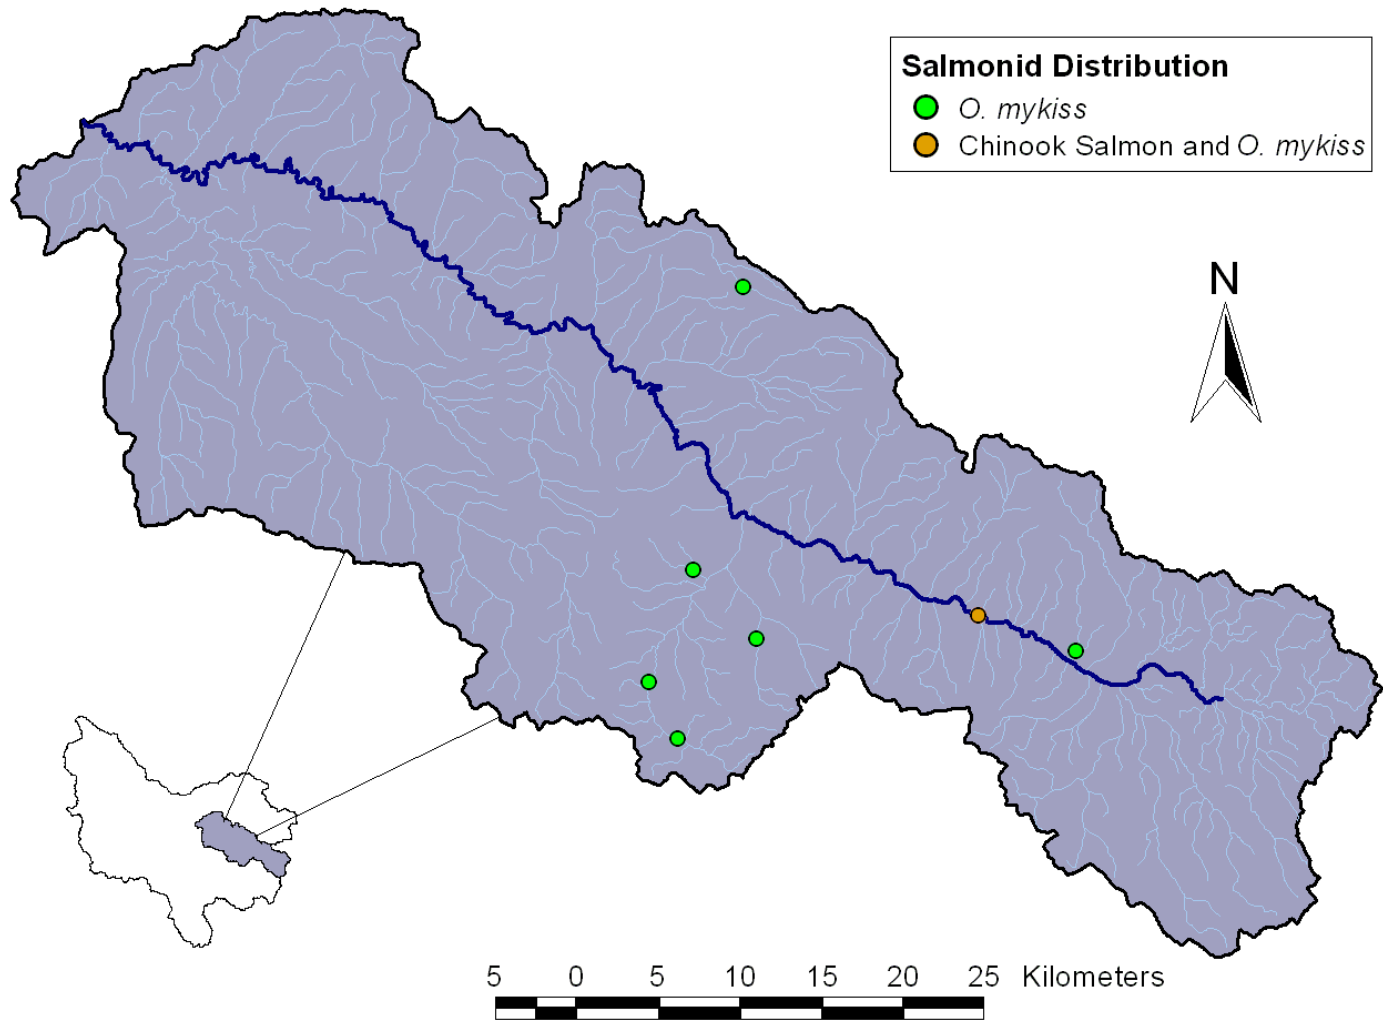 Salmonid Distribution
O. mykiss
Chinook Salmon and O. mykiss
N
5 0 5 10 15 20 25 Kilometers